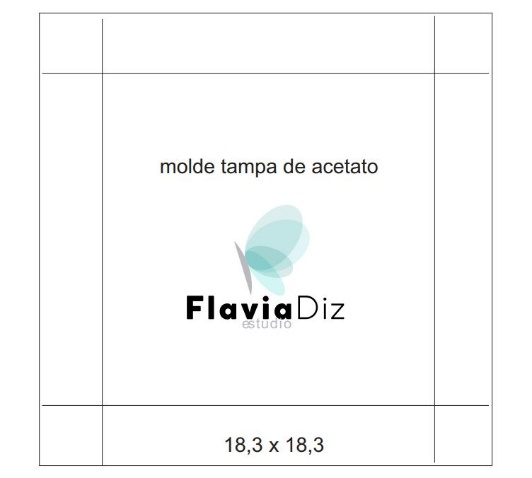 molde tampa de acetato
FlaviaDiz
estudio
18,3 x 18,3